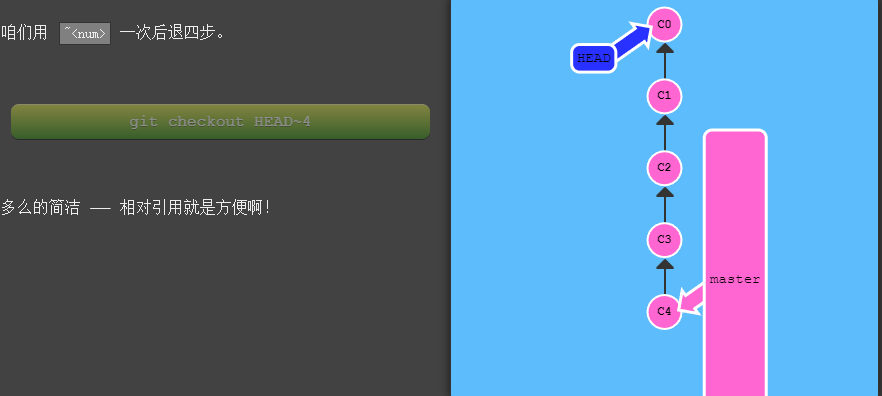 咱们用 ~<num> 一次后退四步。
git checkout HEAD~4
多么的简洁 —— 相对引用就是方便啊!
C0
HEAD
C1
C2
C3
master
C4